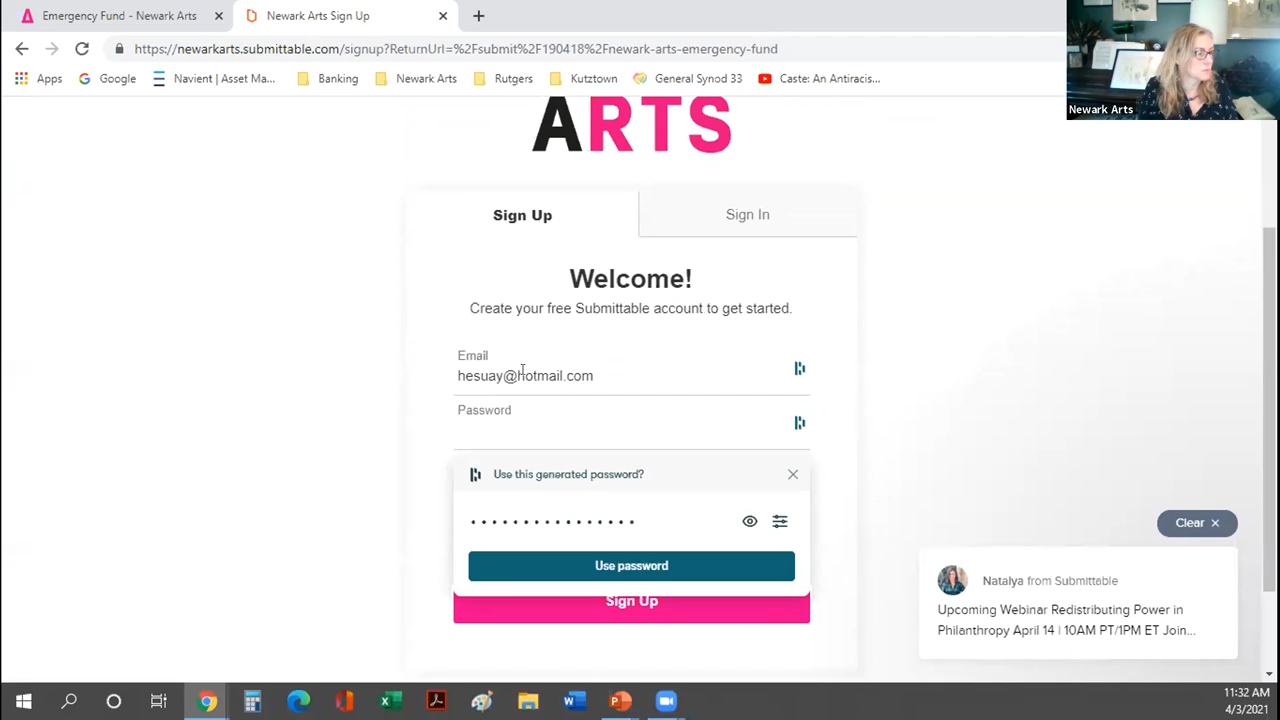 Emergency Fund - Newark Arts
Newark Arts Sign Up
https://newarkarts.submittable.com/signup?ReturnUrl=%2Fsubmit%2F190418%2Fnewark-arts-emergency-fund
Apps
Google
Navient | Asset Ma...
Banking
Newark Arts
Rutgers
Kutztown
General Synod 33
Caste: An Antiracis...
Newark Arts
ARTS
Sign Up
Sign In
Welcome!
Create your free Submittable account to get started.
Email
hesuay@hotmail.com
Password
Use this generated password?
Use password
Sign Up
Clear
Natalya from Submittable
Upcoming Webinar Redistributing Power in
Philanthropy April 14 | 10AM PT/1PM ET Join...
11:32 AM
4/3/2021